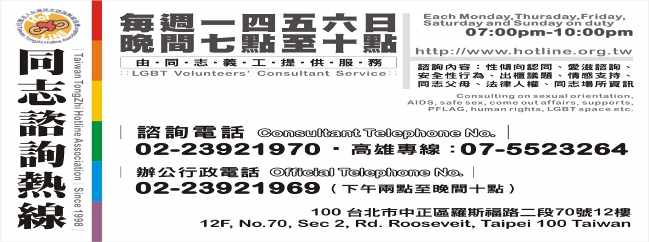 同志諮詢熱線
Taiwan TongZhi Hotline Association Since 1998
每週一四五六日
晚間七點至十點
由‧同‧志‧義‧工‧提‧供‧服‧務
LGBT Volunteers' Consultant Service
Each Monday,Thursday,Friday,
Saturday and Sunday on duty
07:00pm-10:00pm
http://www.hotline.org.tw
諮詢內容：性傾向認同、愛滋諮詢、
安全性行為、出櫃議題、情感支持、
同志父母、法律人權、同志場所資訊
Consulting on sexual orientation,
AIDS, safe sex, come out affairs, supports,
PFLAG, human rights, LGBT space etc.
諮詢電話 Consultant Telephone No.
02-23921970‧高雄專線：07-5523264
辦公行政電話 Official Telephone No.
02-23921969（下午兩點至晚間十點）
100 台北市中正區羅斯福路二段70號12樓
12F, No.70, Sec 2, Rd. Rooseveit, Taipei 100 Taiwan